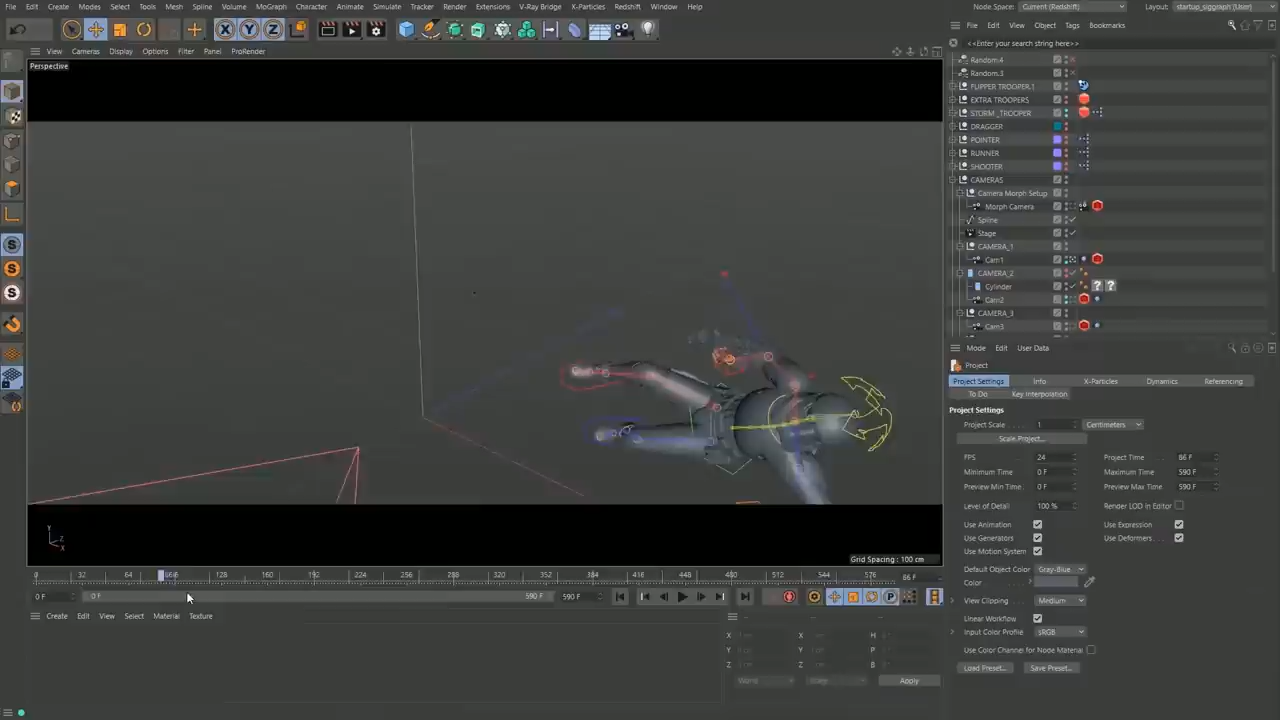 File Edit Create Modes Select Tools Mesh Spline Volume MoGraph Character Animate Simulate Tracker Render Extensions V-Ray Bridge X-Particles Redshift Window Help
Node Space: Current (Redshift) Layout: startup_siggraph (User)
View Cameras Display Options Filter Panel ProRender
File Edit View Object Tags Bookmarks
<<Enter your search string here>>
Perspective
Random.4
Random.3
FLIPPER TROOPER.1
EXTRA TROOPERS
STORM _TROOPER
DRAGGER
POINTER
RUNNER
SHOOTER
CAMERAS
Camera Morph Setup
Morph Camera
Spline
Stage
CAMERA_1
Cam1
CAMERA_2
Cylinder
Cam2
CAMERA_3
Cam3
Mode Edit User Data
Project
Project Settings Info X-Particles Dynamics Referencing
To Do Key Interpolation
Project Settings
Project Scale 1 Centimeters
Scale Project...
FPS 24 Project Time 86 F
Minimum Time 0 F Maximum Time 590 F
Preview Min Time 0 F Preview Max Time 590 F
Level of Detail 100 % Render LOD in Editor
Use Animation Use Expression
Use Generators Use Deformers
Use Motion System
Default Object Color Gray-Blue
Color
View Clipping Medium
Linear Workflow
Input Color Profile sRGB
Use Color Channel for Node Material
Load Preset... Save Preset...
Y
Z
X
Grid Spacing : 100 cm
0 32 64 86 128 160 192 224 256 288 320 352 384 416 448 480 512 544 576 86 F
0 F 0 F 590 F 590 F
Create Edit View Select Material Texture
X X H
Y Y P
Z Z B
World Apply